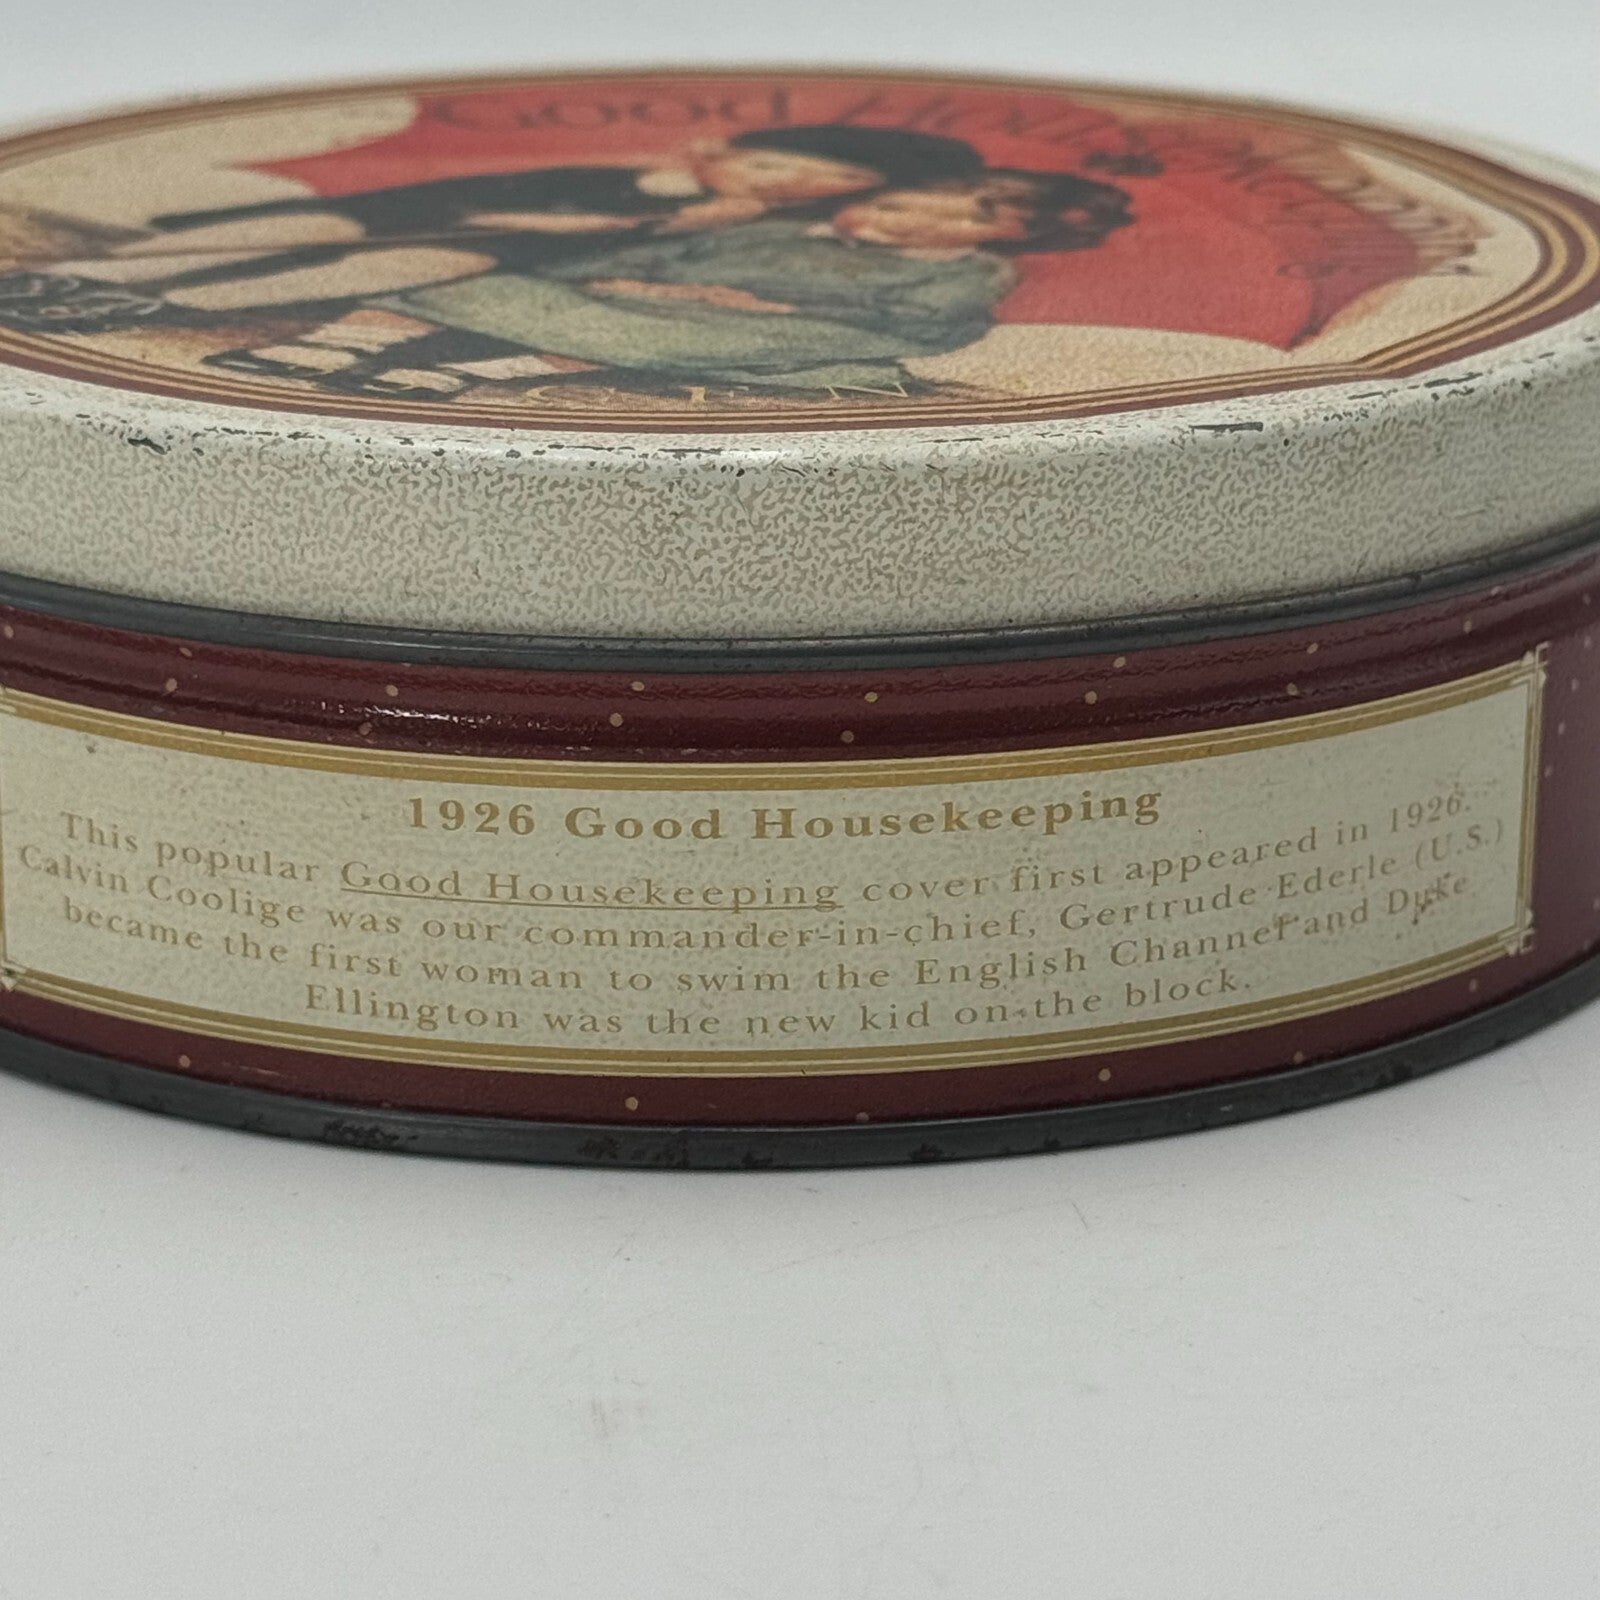 Good Housekeeping
1926 Good Housekeeping
This popular Good Housekeeping cover first appeared in 1926.
Calvin Coolige was our commander-in-chief, Gertrude Ederle (U.S.)
became the first woman to swim the English Channel and Duke
Ellington was the new kid on the block.